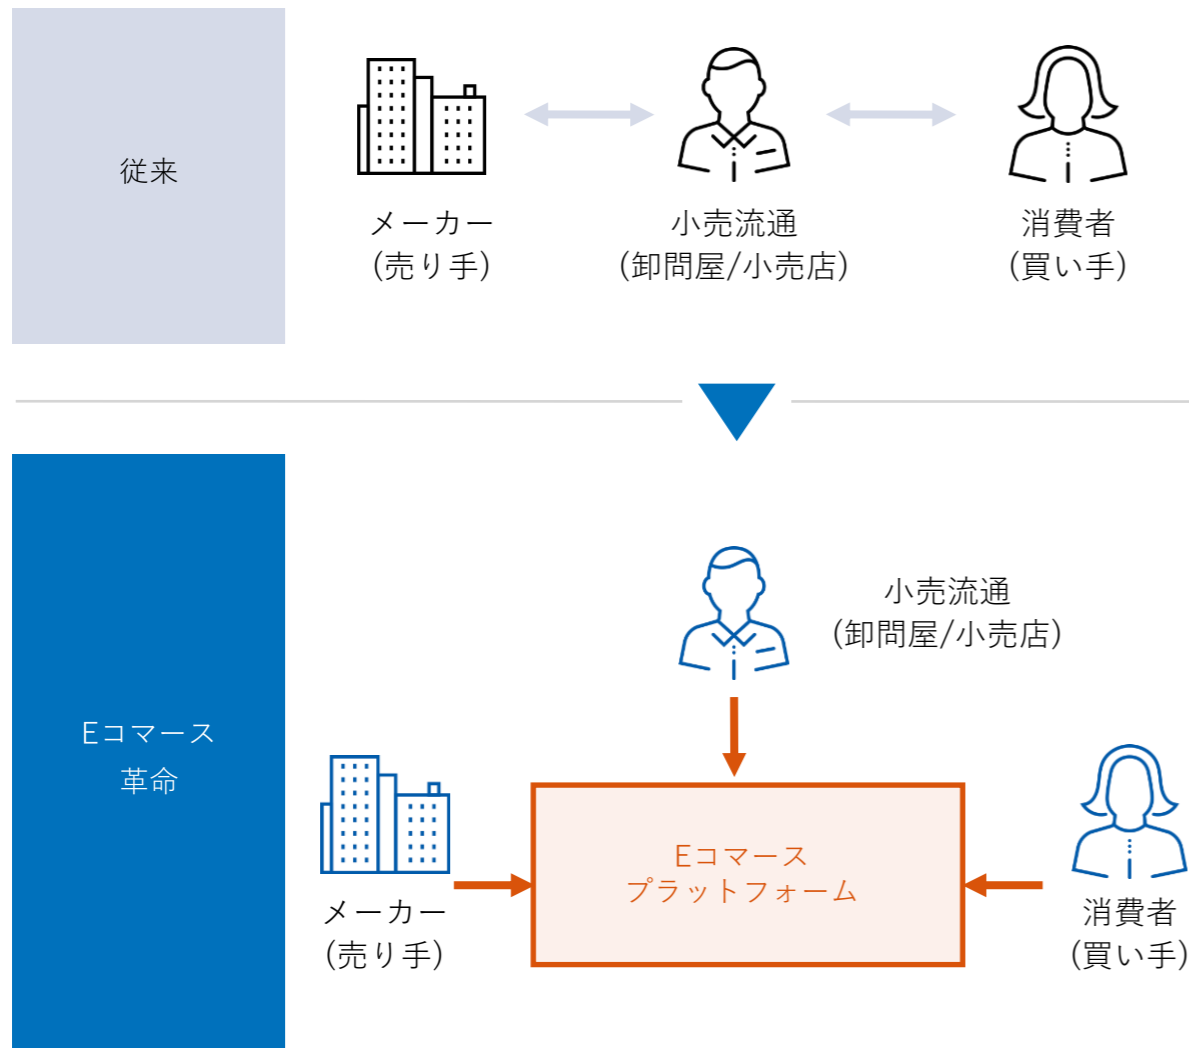 従来
メーカー
(売り手)
小売流通
(卸問屋/小売店)
消費者
(買い手)
Eコマース
革命
小売流通
(卸問屋/小売店)
メーカー
(売り手)
Eコマース
プラットフォーム
消費者
(買い手)